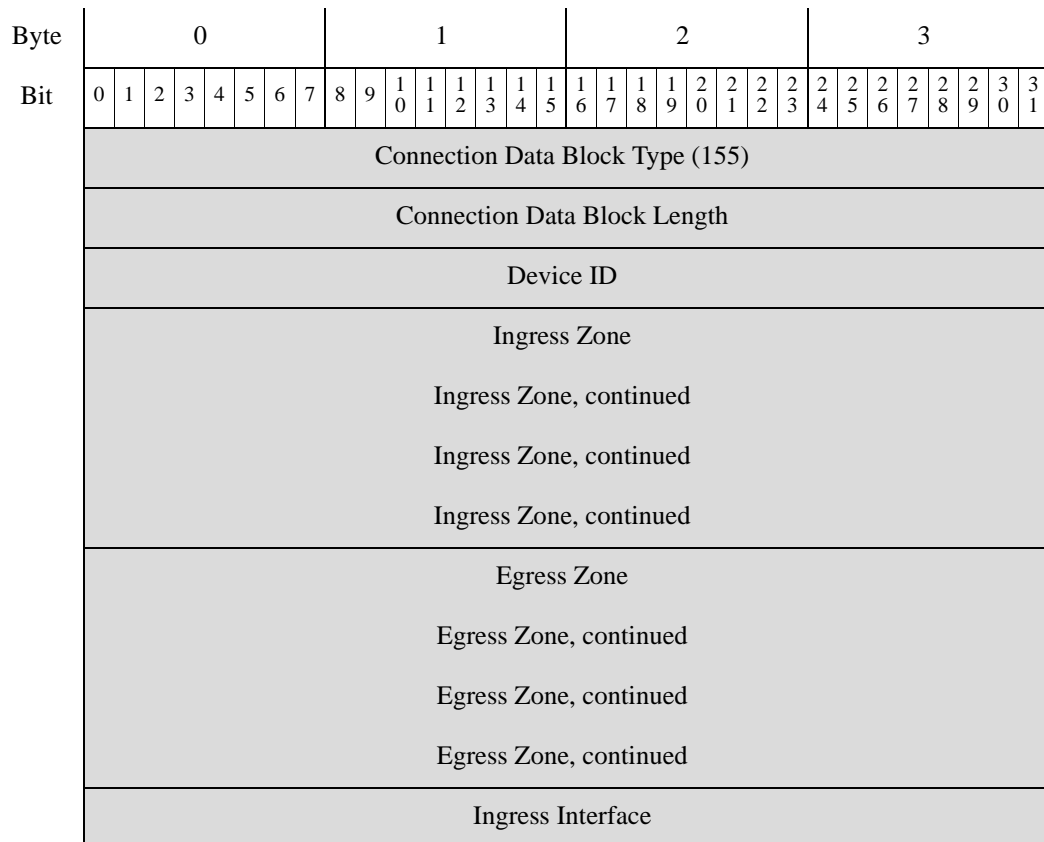 Byte 0 1 2 3
Bit 0 1 2 3 4 5 6 7 8 9 10 11 12 13 14 15 16 17 18 19 20 21 22 23 24 25 26 27 28 29 30 31
Connection Data Block Type (155)
Connection Data Block Length
Device ID
Ingress Zone
Ingress Zone, continued
Ingress Zone, continued
Ingress Zone, continued
Egress Zone
Egress Zone, continued
Egress Zone, continued
Egress Zone, continued
Ingress Interface